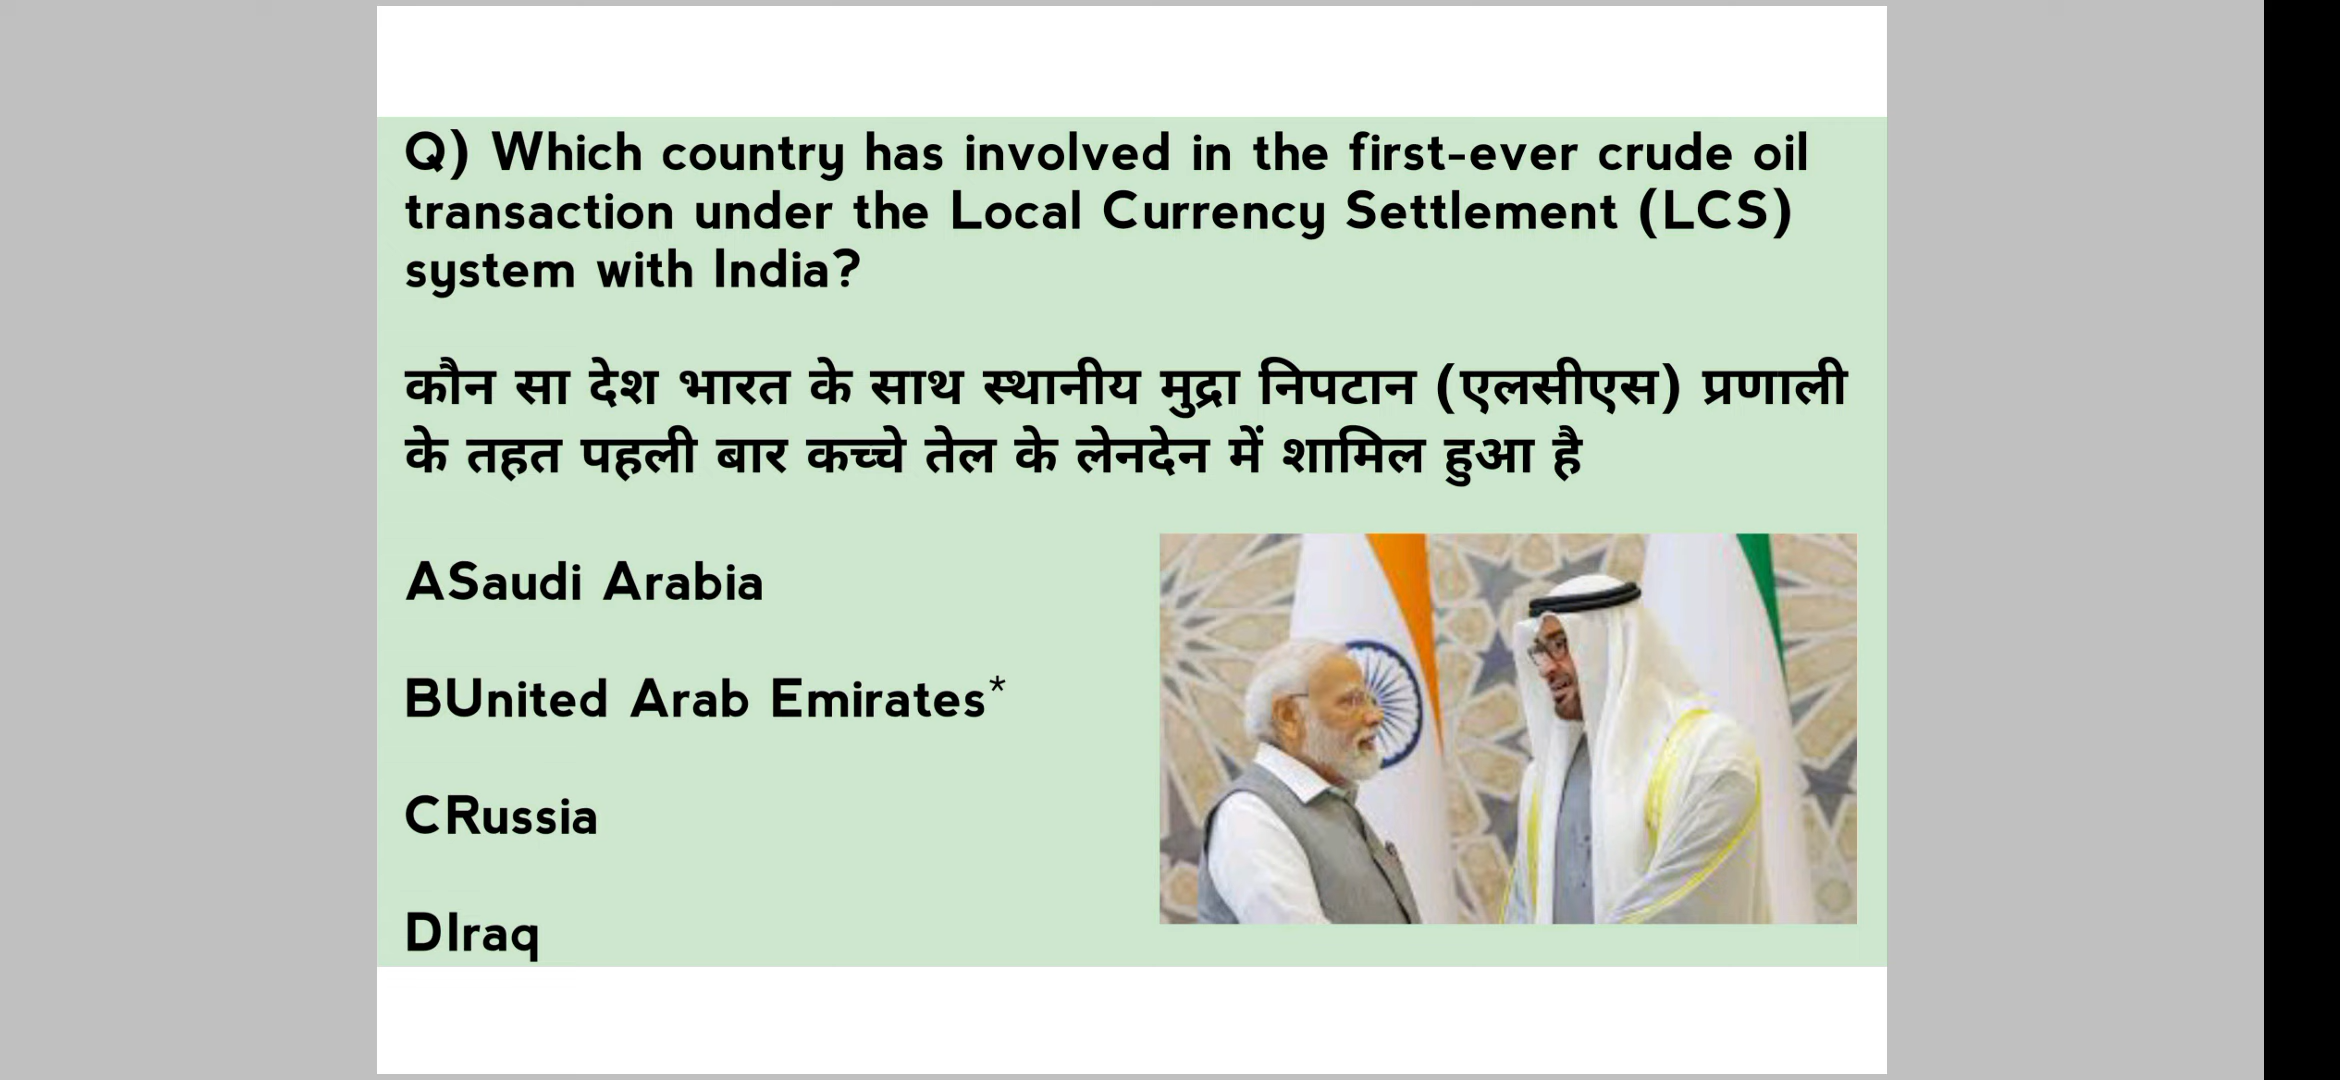 Q) Which country has involved in the first-ever crude oil
transaction under the Local Currency Settlement (LCS)
system with India?
कौन सा देश भारत के साथ स्थानीय मुद्रा निपटान (एलसीएस) प्रणाली
के तहत पहली बार कच्चे तेल के लेनदेन में शामिल हुआ है
ASaudi Arabia
BUnited Arab Emirates*
CRussia
DIraq